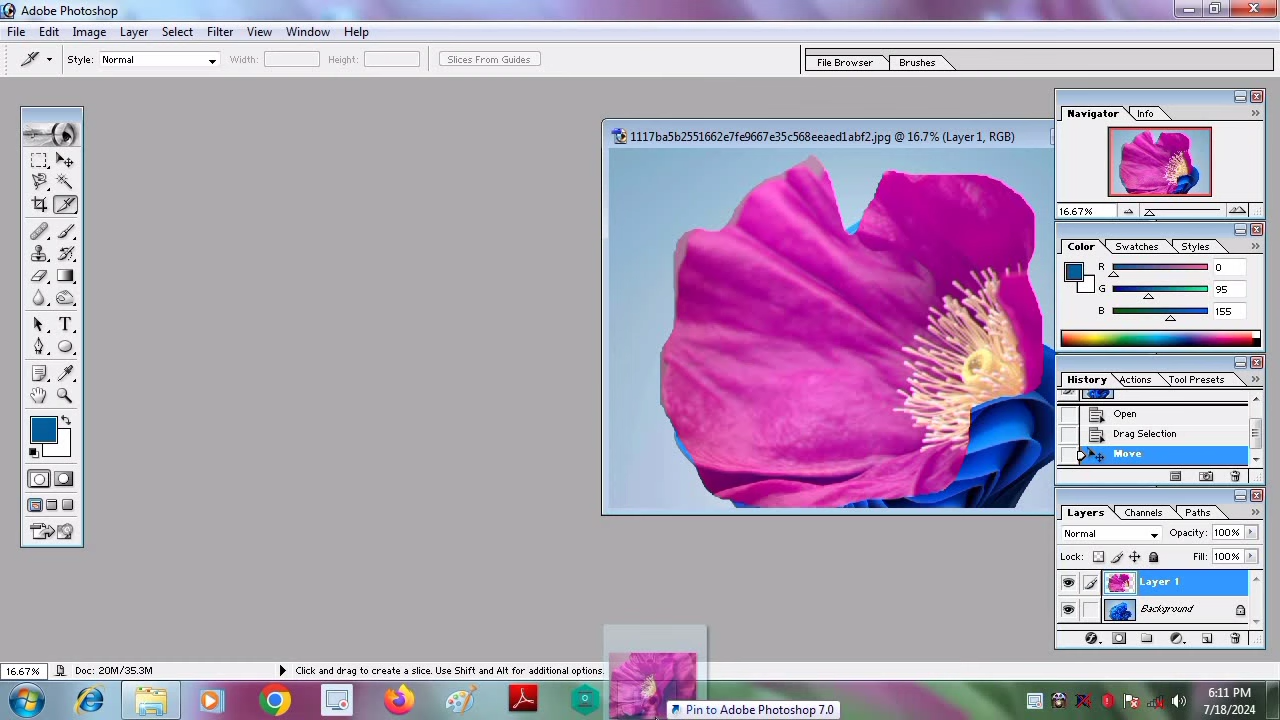 Adobe Photoshop
File Edit Image Layer Select Filter View Window Help
Style: Normal Width: Height: Slices From Guides File Browser Brushes
1117ba5b2551662e7fe9667e35c568eeaed1abf2.jpg @ 16.7% (Layer 1, RGB)
Navigator Info
16.67%
Color Swatches Styles
R 0
G 95
B 155
History Actions Tool Presets
Open
Drag Selection
Move
Layers Channels Paths
Normal Opacity: 100%
Lock: Fill: 100%
Layer 1
Background
16.67% Doc: 20M/35.3M Click and drag to create a slice. Use Shift and Alt for additional options.
Pin to Adobe Photoshop 7.0
6:11 PM
7/18/2024